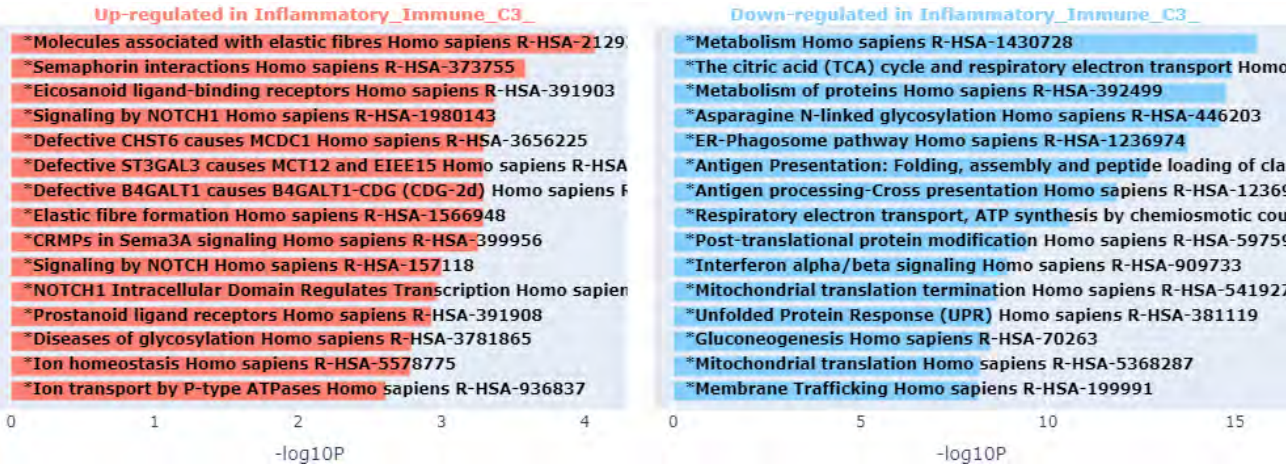 Up-regulated in Inflammatory_Immune_C3_
*Molecules associated with elastic fibres Homo sapiens R-HSA-2129
*Semaphorin interactions Homo sapiens R-HSA-373755
*Eicosanoid ligand-binding receptors Homo sapiens R-HSA-391903
*Signaling by NOTCH1 Homo sapiens R-HSA-1980143
*Defective CHST6 causes MCDC1 Homo sapiens R-HSA-3656225
*Defective ST3GAL3 causes MCT12 and EIEE15 Homo sapiens R-HSA
*Defective B4GALT1 causes B4GALT1-CDG (CDG-2d) Homo sapiens R
*Elastic fibre formation Homo sapiens R-HSA-1566948
*CRMPs in Sema3A signaling Homo sapiens R-HSA-399956
*Signaling by NOTCH Homo sapiens R-HSA-157118
*NOTCH1 Intracellular Domain Regulates Transcription Homo sapien
*Prostanoid ligand receptors Homo sapiens R-HSA-391908
*Diseases of glycosylation Homo sapiens R-HSA-3781865
*Ion homeostasis Homo sapiens R-HSA-5578775
*Ion transport by P-type ATPases Homo sapiens R-HSA-936837
0 1 2 3 4
-log10P
Down-regulated in Inflammatory_Immune_C3_
*Metabolism Homo sapiens R-HSA-1430728
*The citric acid (TCA) cycle and respiratory electron transport Homo
*Metabolism of proteins Homo sapiens R-HSA-392499
*Asparagine N-linked glycosylation Homo sapiens R-HSA-446203
*ER-Phagosome pathway Homo sapiens R-HSA-1236974
*Antigen Presentation: Folding, assembly and peptide loading of cla
*Antigen processing-Cross presentation Homo sapiens R-HSA-12369
*Respiratory electron transport, ATP synthesis by chemiosmotic cou
*Post-translational protein modification Homo sapiens R-HSA-59759
*Interferon alpha/beta signaling Homo sapiens R-HSA-909733
*Mitochondrial translation termination Homo sapiens R-HSA-541927
*Unfolded Protein Response (UPR) Homo sapiens R-HSA-381119
*Gluconeogenesis Homo sapiens R-HSA-70263
*Mitochondrial translation Homo sapiens R-HSA-5368287
*Membrane Trafficking Homo sapiens R-HSA-199991
0 5 10 15
-log10P